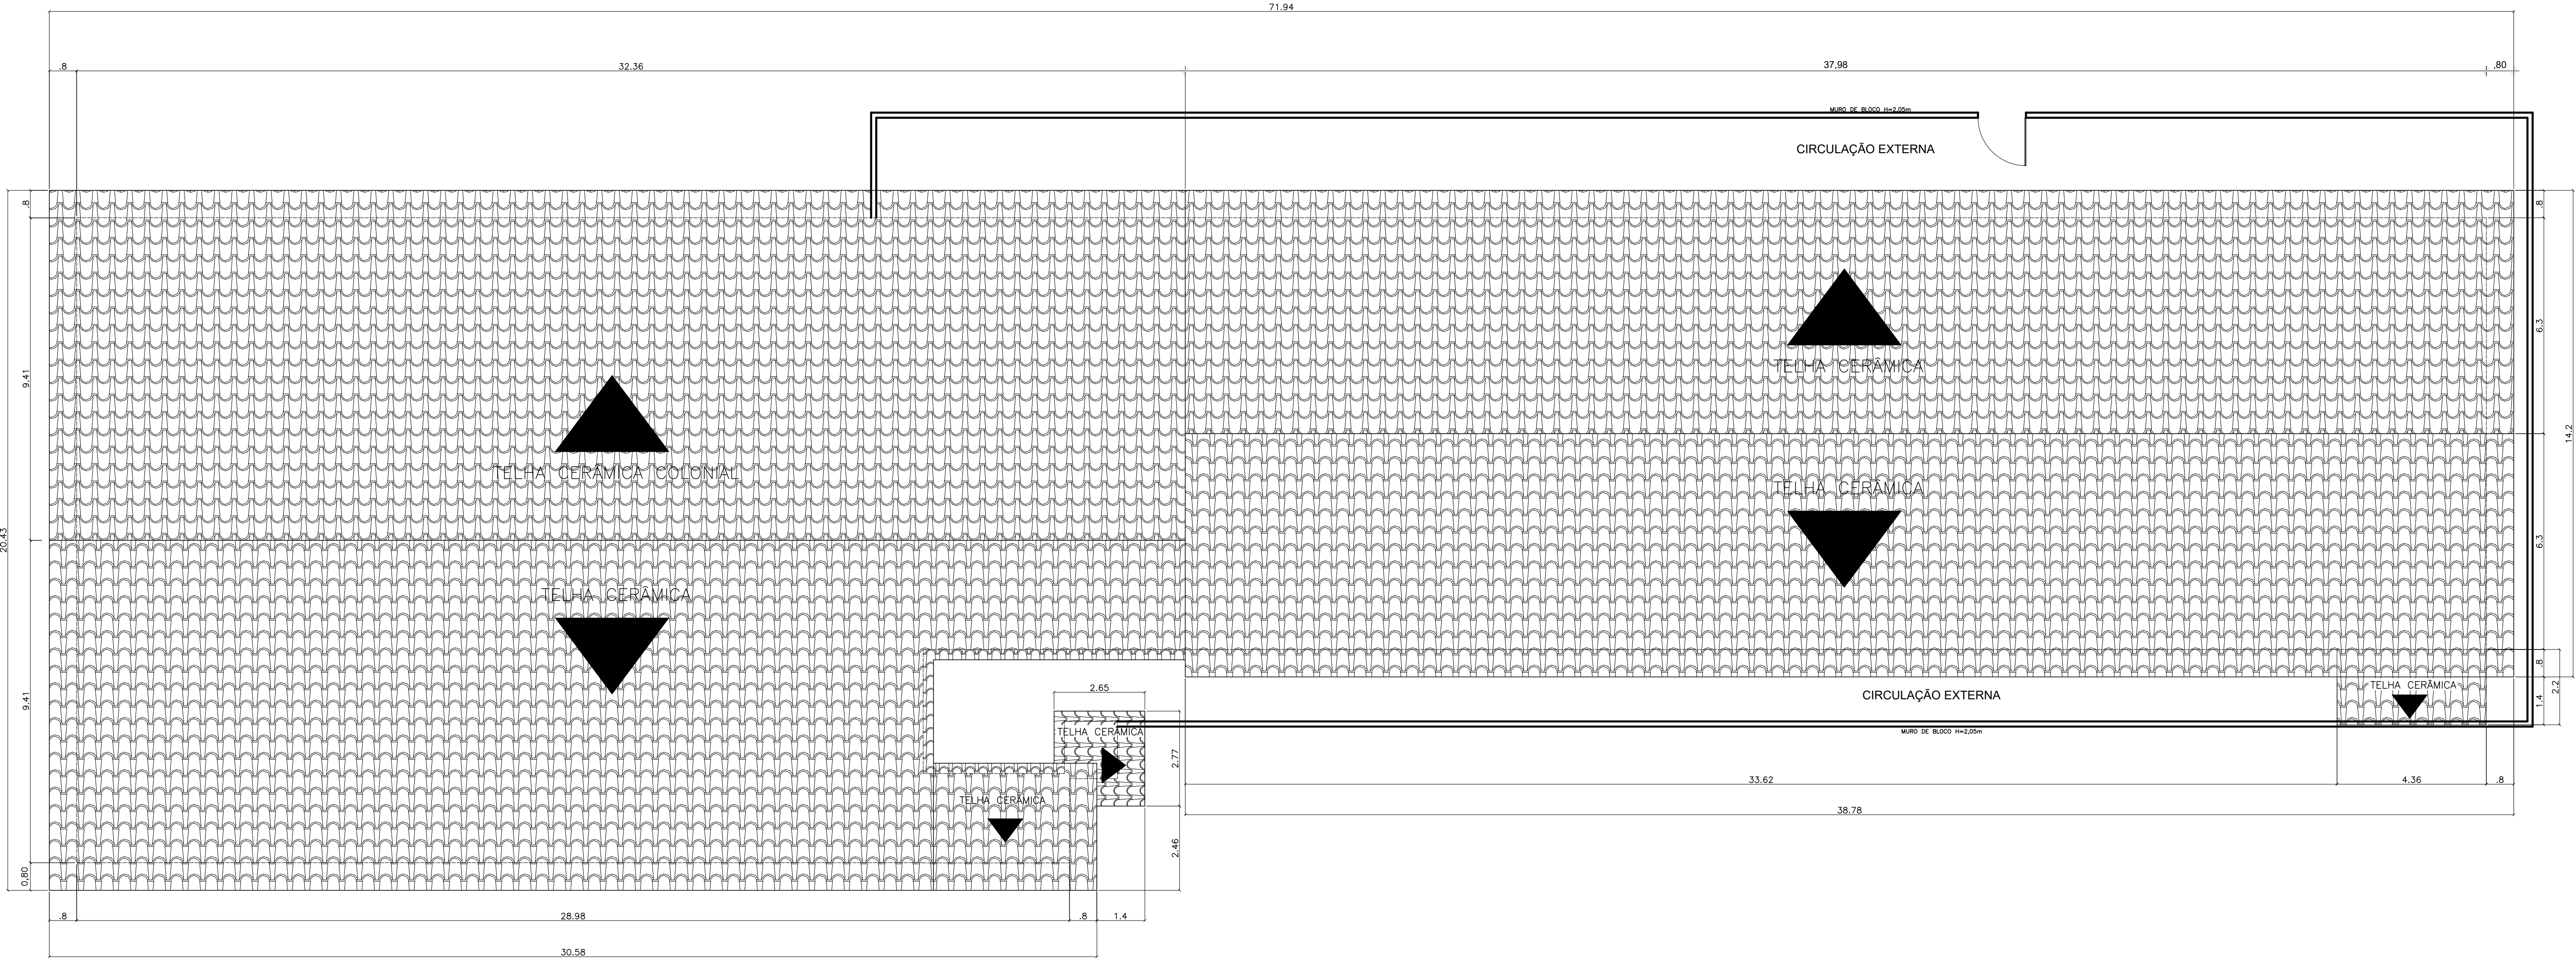 71.94
.8
32.36
37,98
,80
MURO DE BLOCO H=2,05m
CIRCULAÇÃO EXTERNA
.8
.8
6.3
TELHA CERÂMICA
9.41
14.2
TELHA CERÂMICA COLONIAL
TELHA CERÂMICA
20.43
6.3
TELHA CERÂMICA
.8
2.65
CIRCULAÇÃO EXTERNA
TELHA CERÂMICA
2.2
1.4
9.41
TELHA CERÂMICA
MURO DE BLOCO H=2,05m
2.77
33.62
4.36
.8
TELHA CERÂMICA
38.78
2.46
0.80
.8
28.98
.8
1.4
30.58